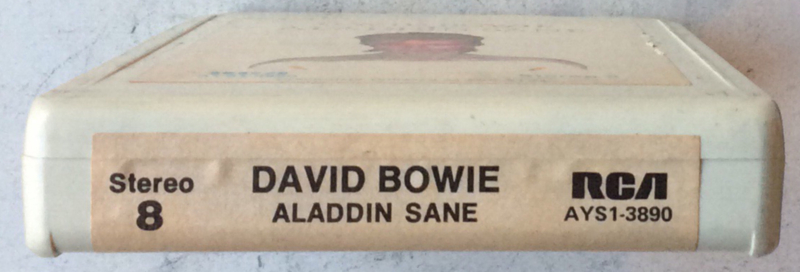 Stereo
8
DAVID BOWIE
ALADDIN SANE
RCA
AYS1-3890